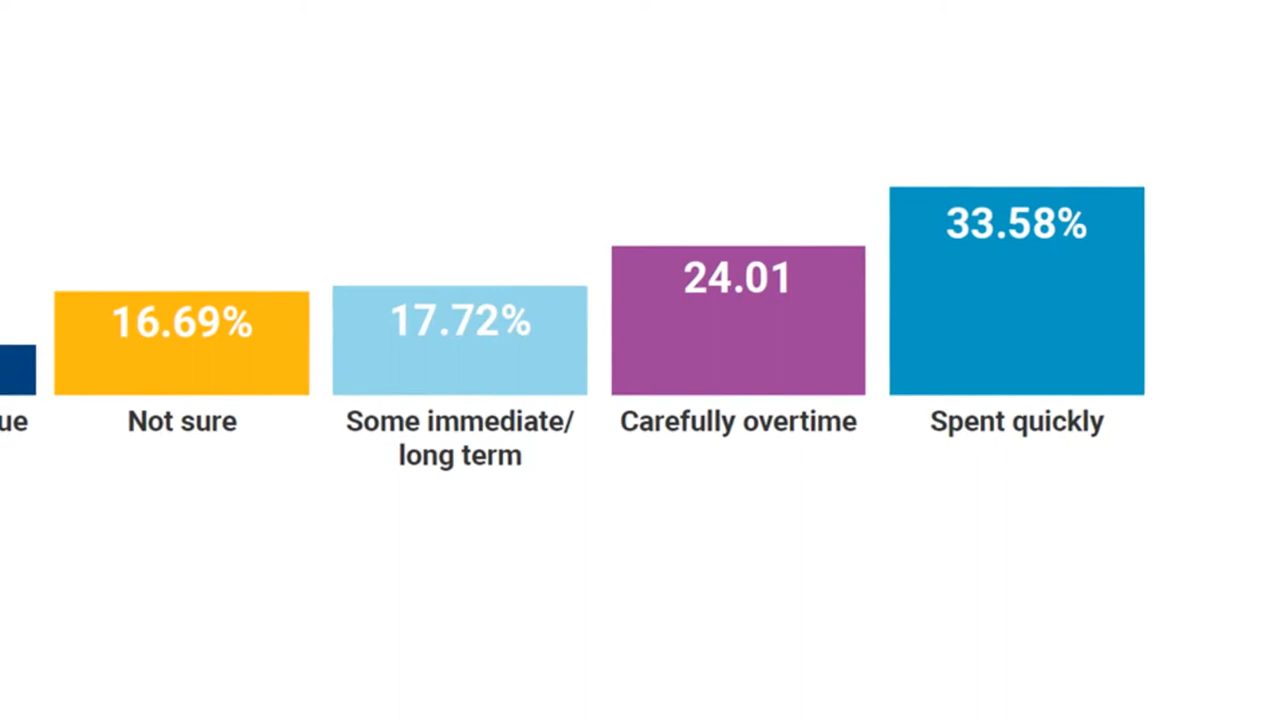 33.58%
24.01
16.69%
17.72%
ue
Not sure
Some immediate/
long term
Carefully overtime
Spent quickly